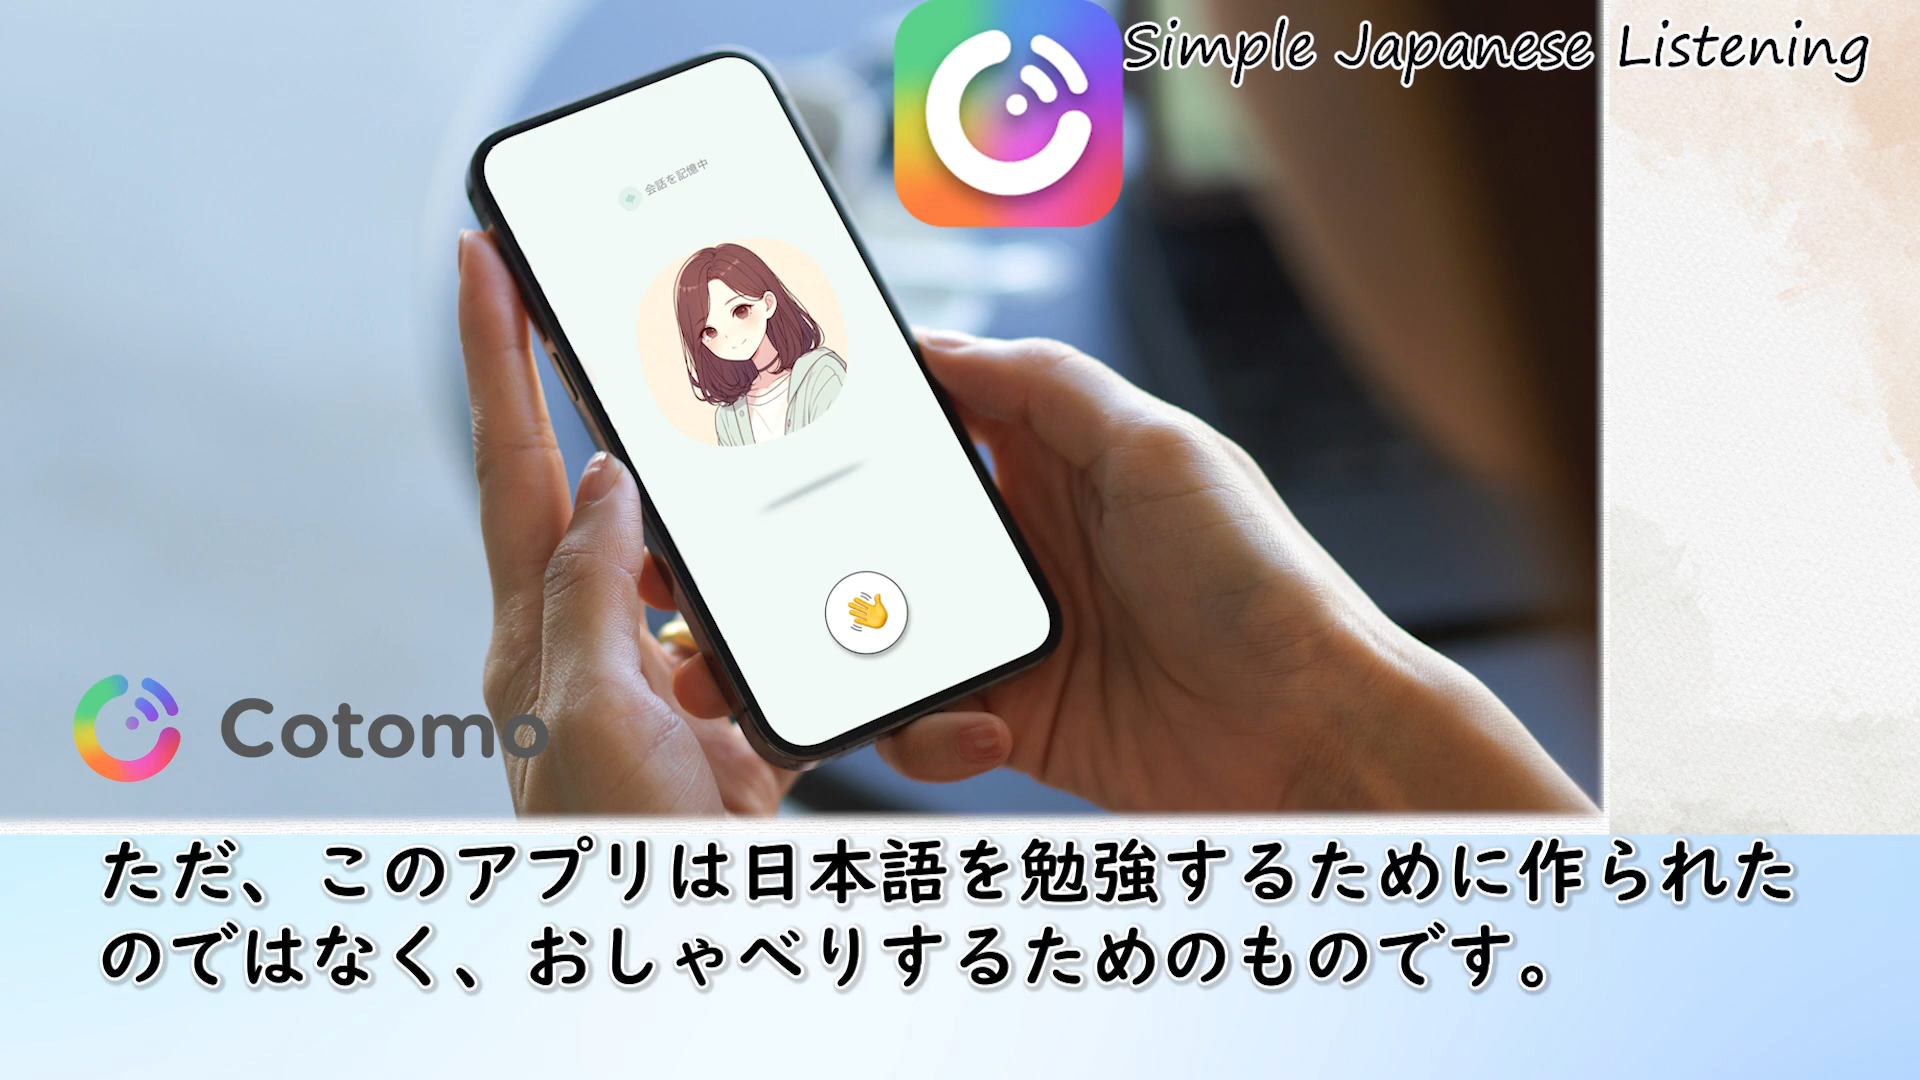 Simple Japanese Listening
会話を記憶中
Cotomo
ただ、このアプリは日本語を勉強するために作られた
のではなく、おしゃべりするためのものです。